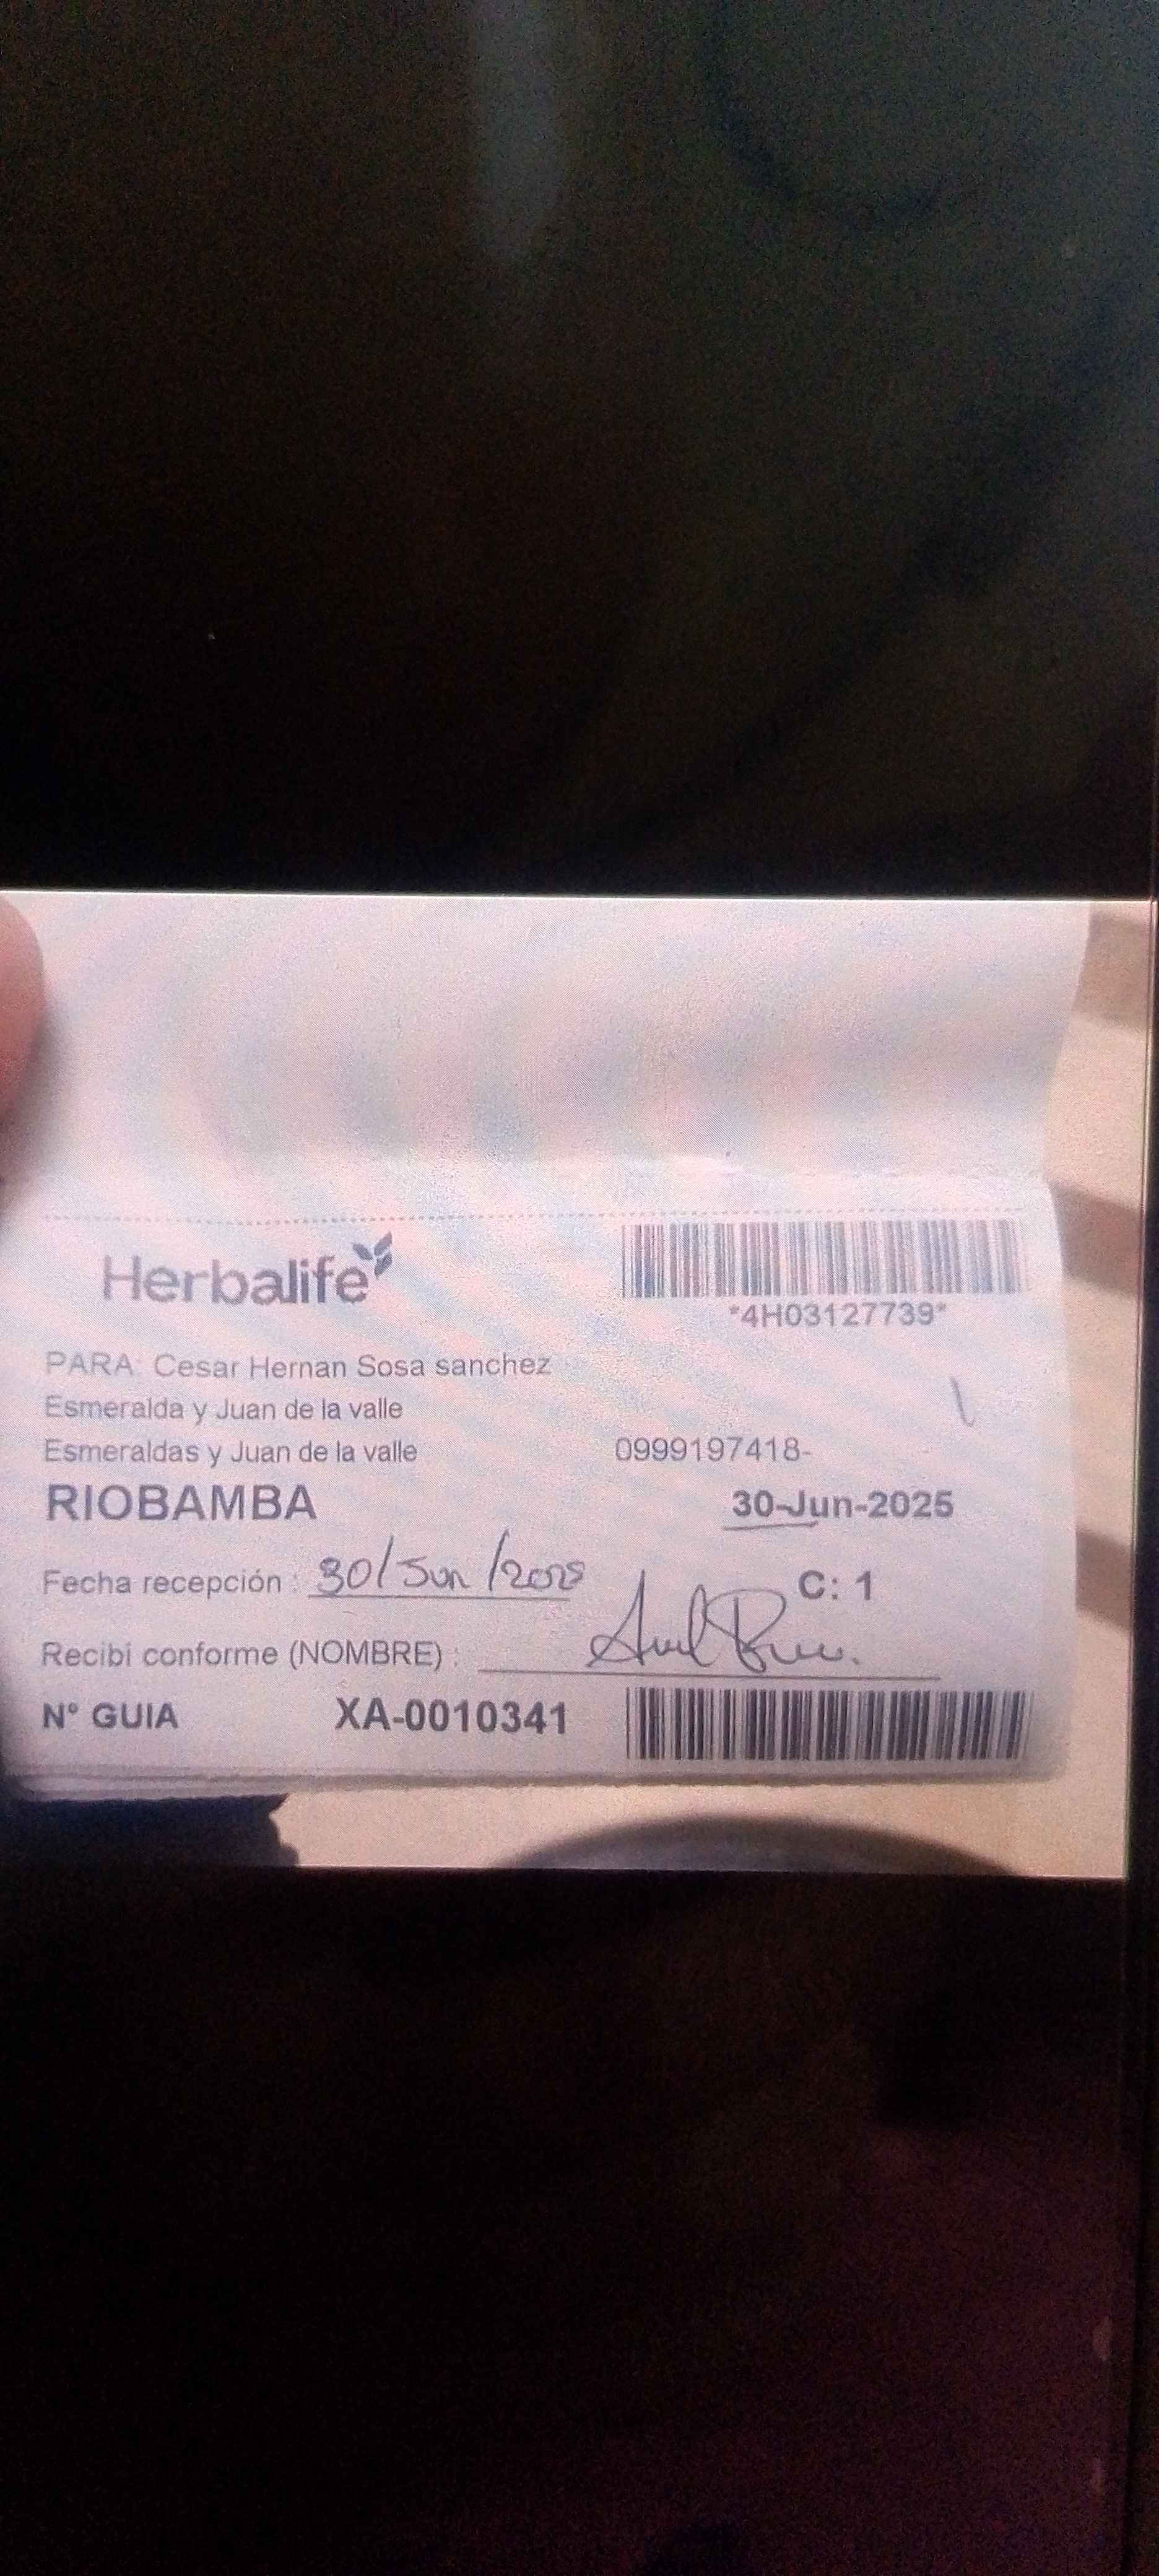 Herbalife
*4H03127739*
PARA: Cesar Hernan Sosa sanchez
Esmeralda y Juan de la valle
Esmeraldas y Juan de la valle 0999197418-
RIOBAMBA 30-Jun-2025
Fecha recepción : 30/Jun/2025 C: 1
Recibi conforme (NOMBRE) :
N° GUIA XA-0010341